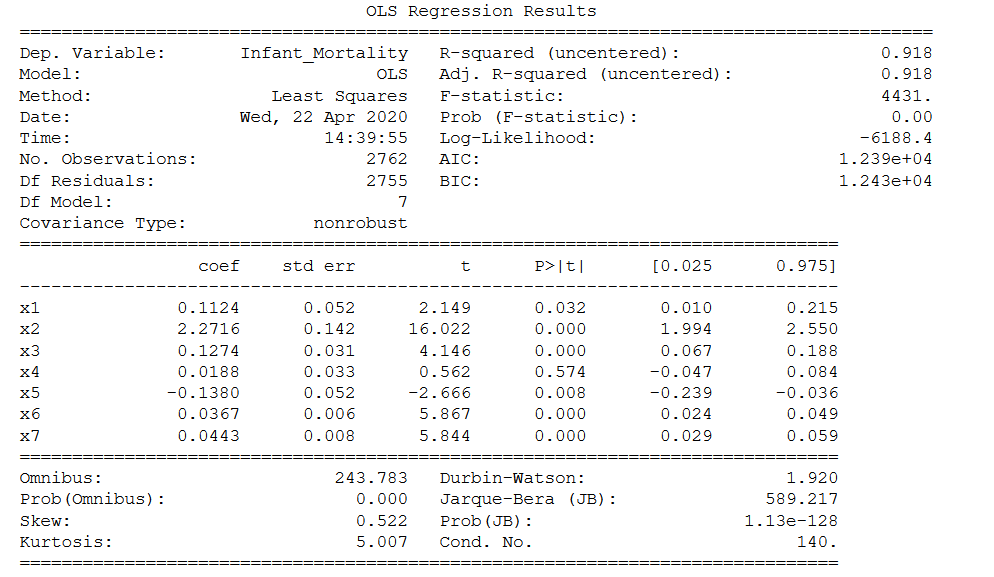 OLS Regression Results
==============================================================================
Dep. Variable: Infant_Mortality R-squared (uncentered): 0.918
Model: OLS Adj. R-squared (uncentered): 0.918
Method: Least Squares F-statistic: 4431.
Date: Wed, 22 Apr 2020 Prob (F-statistic): 0.00
Time: 14:39:55 Log-Likelihood: -6188.4
No. Observations: 2762 AIC: 1.239e+04
Df Residuals: 2755 BIC: 1.243e+04
Df Model: 7
Covariance Type: nonrobust
==============================================================================
coef std err t P>|t| [0.025 0.975]
------------------------------------------------------------------------------
x1 0.1124 0.052 2.149 0.032 0.010 0.215
x2 2.2716 0.142 16.022 0.000 1.994 2.550
x3 0.1274 0.031 4.146 0.000 0.067 0.188
x4 0.0188 0.033 0.562 0.574 -0.047 0.084
x5 -0.1380 0.052 -2.666 0.008 -0.239 -0.036
x6 0.0367 0.006 5.867 0.000 0.024 0.049
x7 0.0443 0.008 5.844 0.000 0.029 0.059
==============================================================================
Omnibus: 243.783 Durbin-Watson: 1.920
Prob(Omnibus): 0.000 Jarque-Bera (JB): 589.217
Skew: 0.522 Prob(JB): 1.13e-128
Kurtosis: 5.007 Cond. No. 140.
==============================================================================